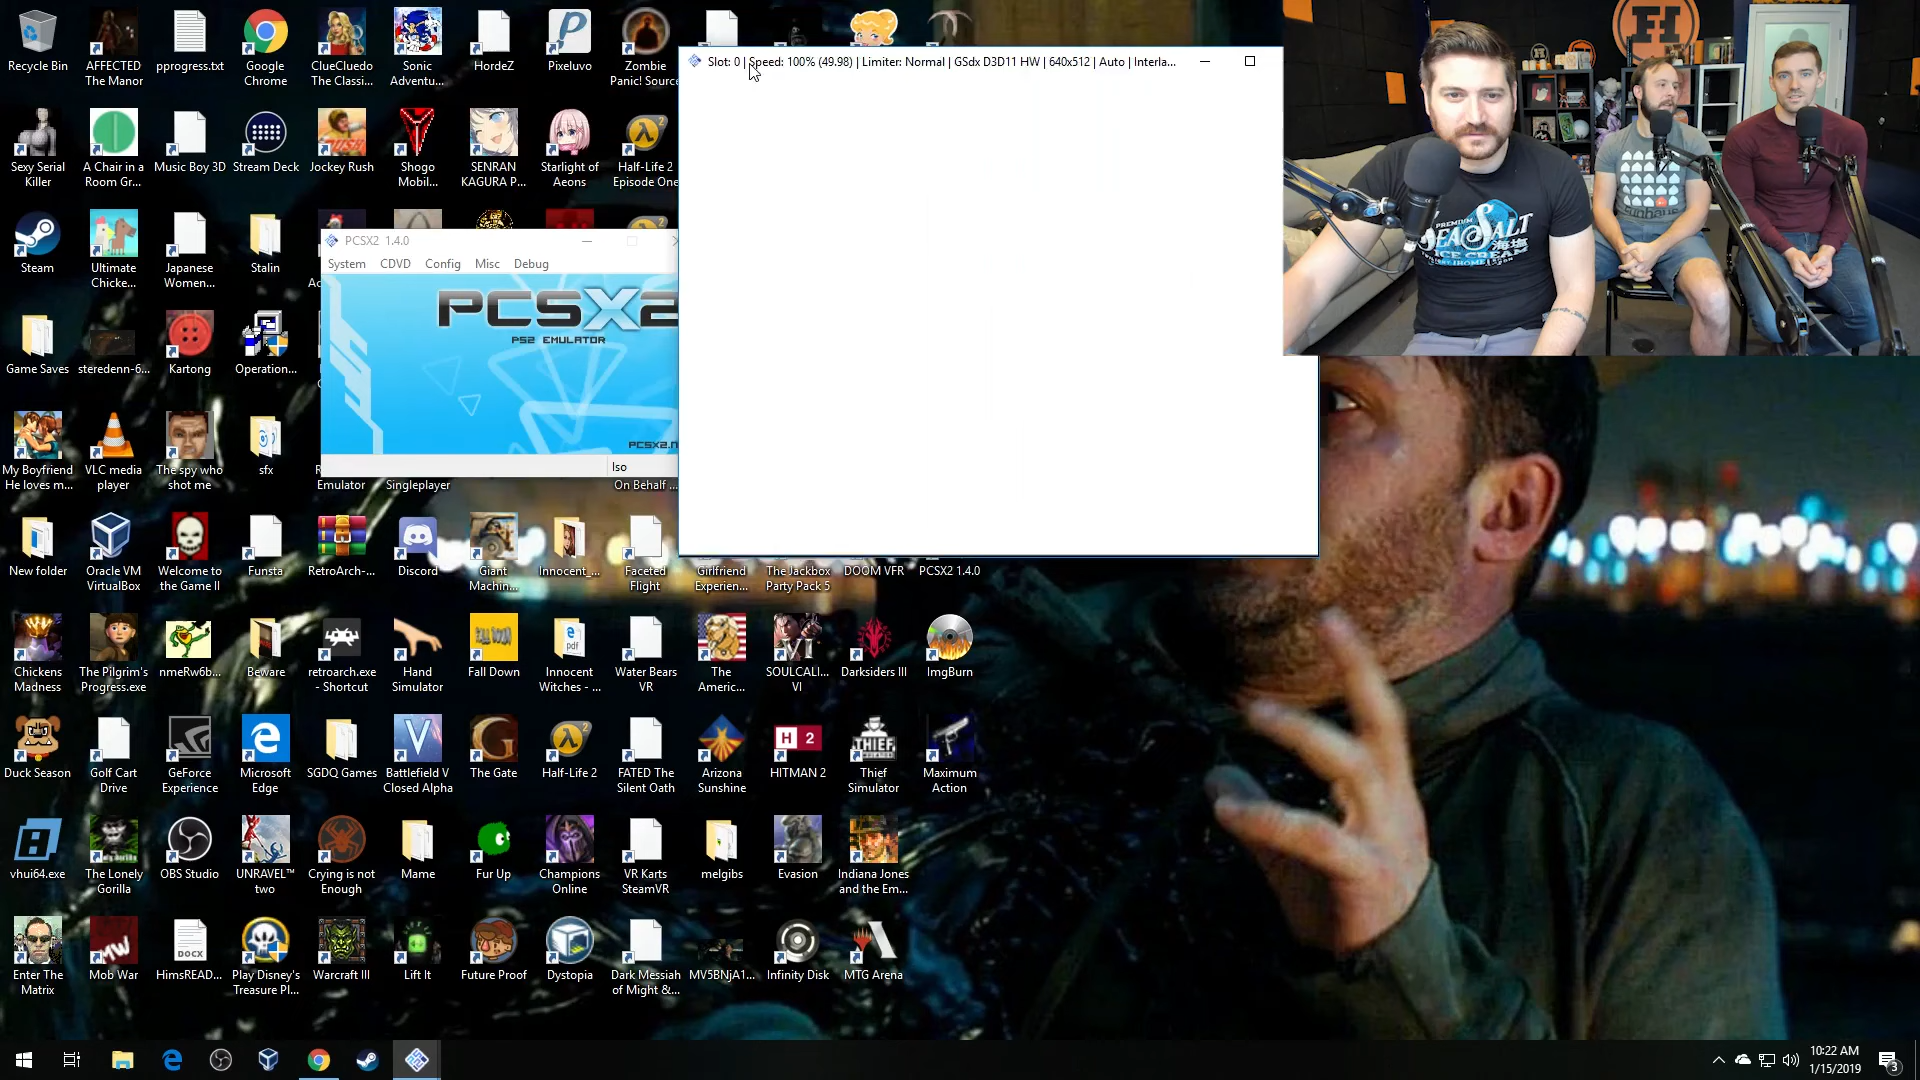 Recycle Bin
AFFECTED
The Manor
pprogress.txt
Google
Chrome
ClueCluedo
The Classi...
Sonic
Adventu...
HordeZ
Pixeluvo
Zombie
Panic! Source
Slot: 0 | Speed: 100% (49.98) | Limiter: Normal | GSdx D3D11 HW | 640x512 | Auto | Interla...
Sexy Serial
Killer
A Chair in a
Room Gr...
Music Boy 3D
Stream Deck
Jockey Rush
Shogo
Mobil...
SENRAN
KAGURA P...
Starlight of
Aeons
Half-Life 2
Episode One
Steam
Ultimate
Chicke...
Japanese
Women...
Stalin
PCSX2 1.4.0
System
CDVD
Config
Misc
Debug
PCSX2
PS2 EMULATOR
PCSX2.n
Iso
Game Saves
steredenn-6...
Kartong
Operation...
My Boyfriend
He loves m...
VLC media
player
The spy who
shot me
sfx
Emulator
Singleplayer
On Behalf ...
New folder
Oracle VM
VirtualBox
Welcome to
the Game II
Funsta
RetroArch-...
Discord
Giant
Machin...
Innocent_...
Faceted
Flight
Girlfriend
Experien...
The Jackbox
Party Pack 5
DOOM VFR
PCSX2 1.4.0
Chickens
Madness
The Pilgrim's
Progress.exe
nmeRw6b...
Beware
retroarch.exe
- Shortcut
Hand
Simulator
Fall Down
Innocent
Witches - ...
Water Bears
VR
The
Americ...
SOULCALI...
VI
Darksiders III
ImgBurn
Duck Season
Golf Cart
Drive
GeForce
Experience
Microsoft
Edge
SGDQ Games
Battlefield V
Closed Alpha
The Gate
Half-Life 2
FATED The
Silent Oath
Arizona
Sunshine
HITMAN 2
Thief
Simulator
Maximum
Action
vhui64.exe
The Lonely
Gorilla
OBS Studio
UNRAVEL™
two
Crying is not
Enough
Mame
Fur Up
Champions
Online
VR Karts
SteamVR
melgibs
Evasion
Indiana Jones
and the Em...
Enter The
Matrix
Mob War
HimsREAD...
Play Disney's
Treasure Pl...
Warcraft III
Lift It
Future Proof
Dystopia
Dark Messiah
of Might &...
MV5BNjA1...
Infinity Disk
MTG Arena
PREMIUM
SEA SALT
海塩
ICE CREAM
10:22 AM
1/15/2019
3